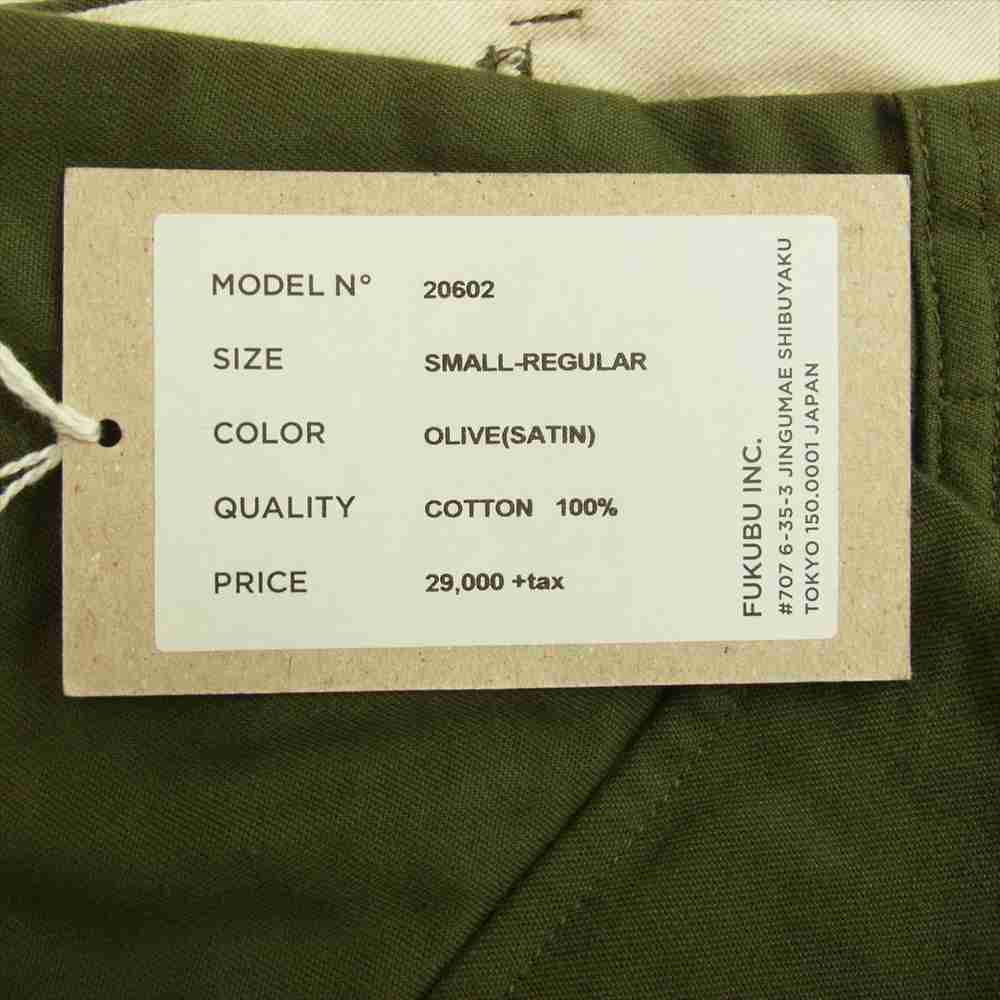 MODEL N° 20602
SIZE SMALL-REGULAR
COLOR OLIVE(SATIN)
QUALITY COTTON 100%
PRICE 29,000 +tax
FUKUBU INC.
#707 6-35-3 JINGUMAE SHIBUYAKU
TOKYO 150.0001 JAPAN